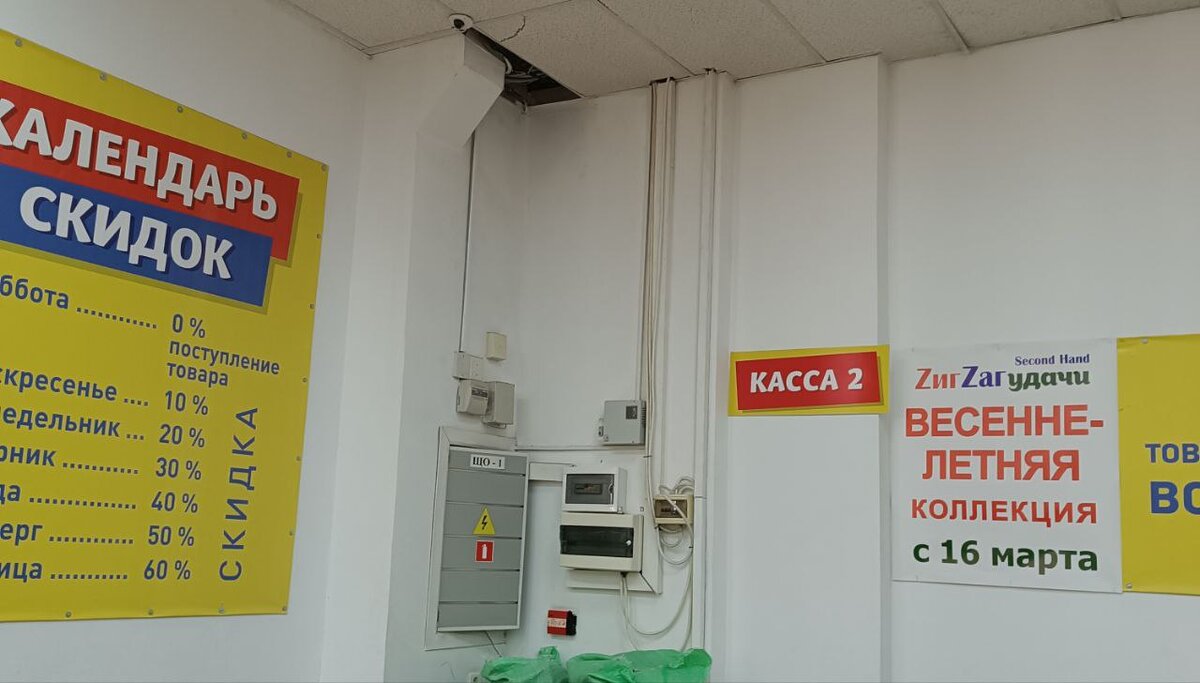 КАЛЕНДАРЬ
СКИДОК
ббота ............ 0 %
поступление
товара
скресенье .... 10 %
едельник ... 20 %
рник ............ 30 %
да ............... 40 %
ерг .............. 50 %
ица ............. 60 %
СКИДКА
ЩО - 1
КАССА 2
Second Hand
ZигZагудачи
ВЕСЕННЕ-
ЛЕТНЯЯ
КОЛЛЕКЦИЯ
с 16 марта
ТОВ
ВО